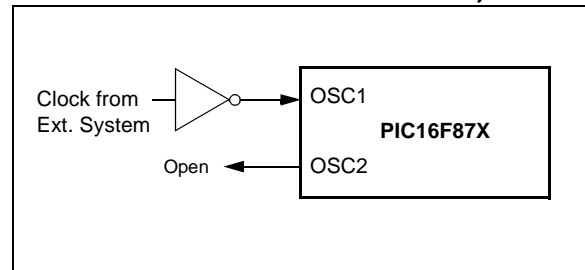 Clock from
Ext. System
OSC1
PIC16F87X
Open
OSC2